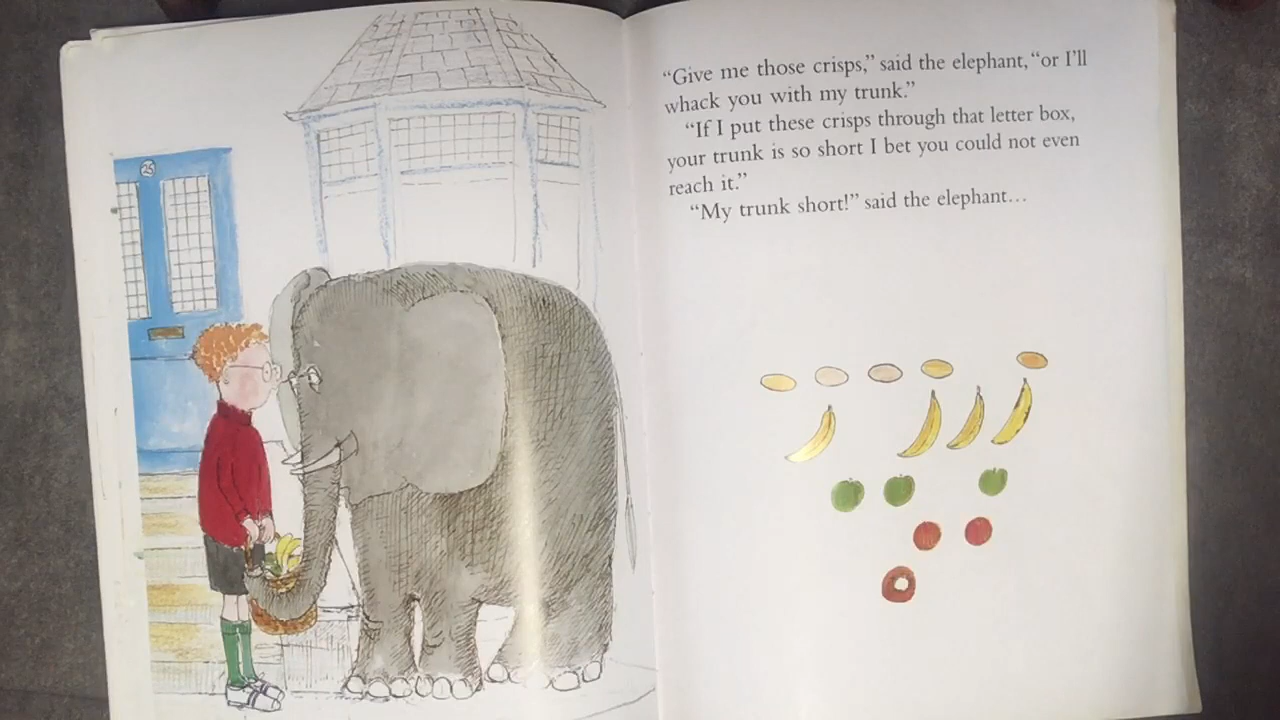 25
“Give me those crisps,” said the elephant, “or I’ll
whack you with my trunk.”
“If I put these crisps through that letter box,
your trunk is so short I bet you could not even
reach it.”
“My trunk short!” said the elephant…